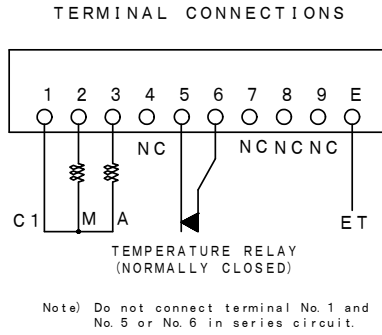 TERMINAL CONNECTIONS
1 2 3 4 5 6 7 8 9 E
NC NC NC NC
C1 M A ET
TEMPERATURE RELAY
(NORMALLY CLOSED)
Note) Do not connect terminal No.1 and
No.5 or No.6 in series circuit.